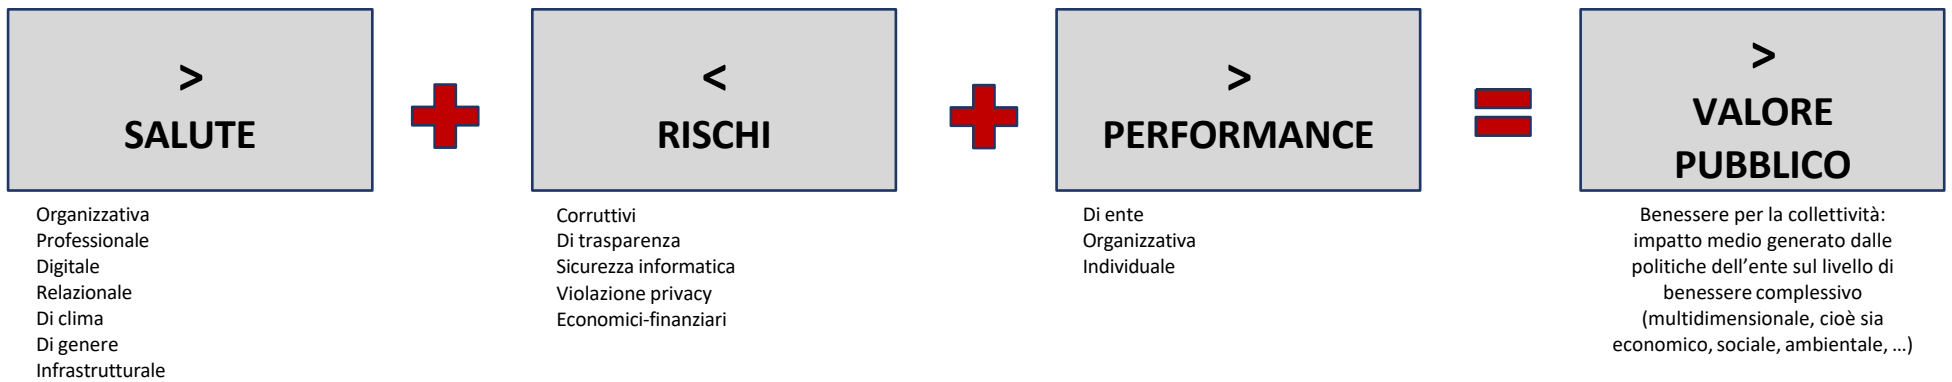 >
SALUTE
Organizzativa
Professionale
Digitale
Relazionale
Di clima
Di genere
Infrastrutturale
<
RISCHI
Corruttivi
Di trasparenza
Sicurezza informatica
Violazione privacy
Economici-finanziari
>
PERFORMANCE
Di ente
Organizzativa
Individuale
>
VALORE
PUBBLICO
Benessere per la collettività:
impatto medio generato dalle
politiche dell’ente sul livello di
benessere complessivo
(multidimensionale, cioè sia
economico, sociale, ambientale, …)